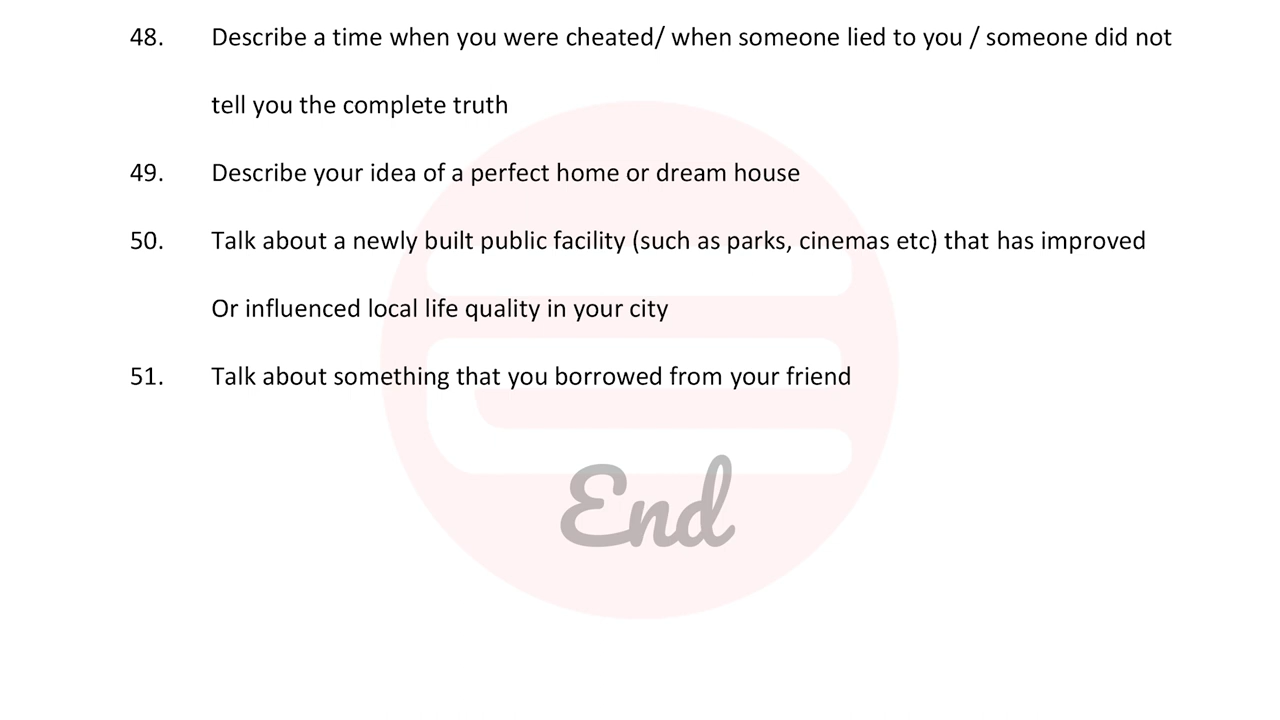 48. Describe a time when you were cheated/ when someone lied to you / someone did not
tell you the complete truth
49. Describe your idea of a perfect home or dream house
50. Talk about a newly built public facility (such as parks, cinemas etc) that has improved
Or influenced local life quality in your city
51. Talk about something that you borrowed from your friend
End